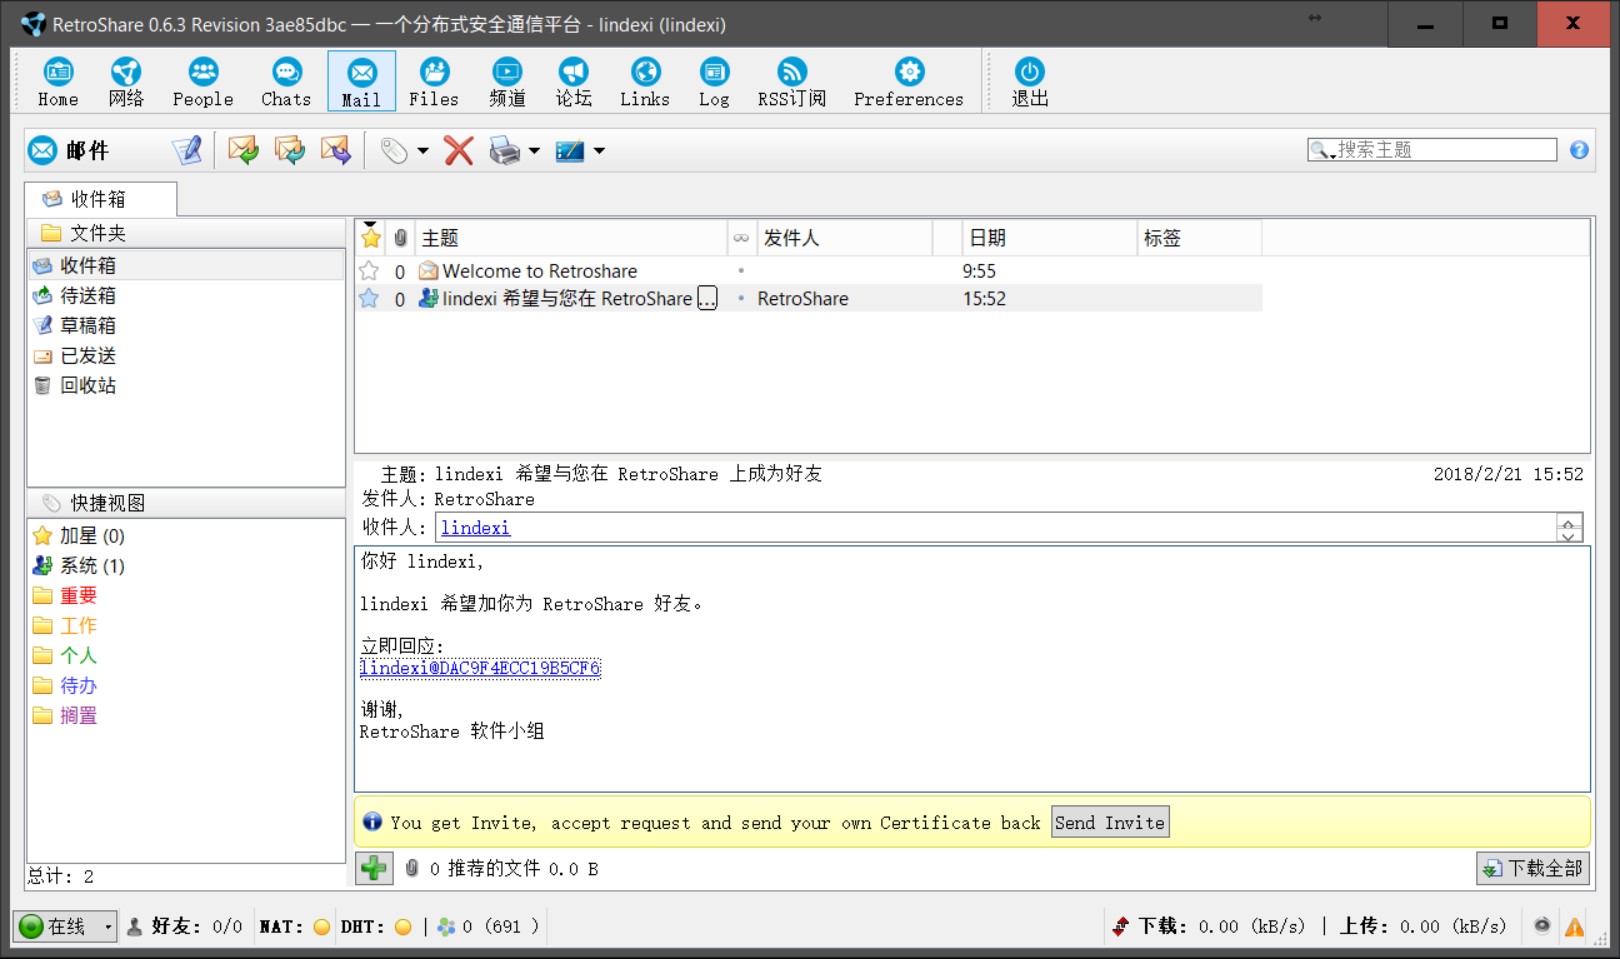 RetroShare 0.6.3 Revision 3ae85dbc — 一个分布式安全通信平台 - lindexi (lindexi)
Home 网络 People Chats Mail Files 频道 论坛 Links Log RSS订阅 Preferences 退出
邮件 搜索主题
收件箱
文件夹
收件箱
待送箱
草稿箱
已发送
回收站
快捷视图
加星 (0)
系统 (1)
重要
工作
个人
待办
搁置
总计: 2
主题 发件人 日期 标签
0 Welcome to Retroshare 9:55
0 lindexi 希望与您在 RetroShare ... RetroShare 15:52
主题: lindexi 希望与您在 RetroShare 上成为好友 2018/2/21 15:52
发件人: RetroShare
收件人: lindexi
你好 lindexi,
lindexi 希望加你为 RetroShare 好友。
立即回应:
lindexi@DAC9F4ECC19B5CF6
谢谢,
RetroShare 软件小组
You get Invite, accept request and send your own Certificate back Send Invite
0 推荐的文件 0.0 B 下载全部
在线 好友: 0/0 NAT: DHT: | 0 (691 ) 下载: 0.00 (kB/s) | 上传: 0.00 (kB/s)